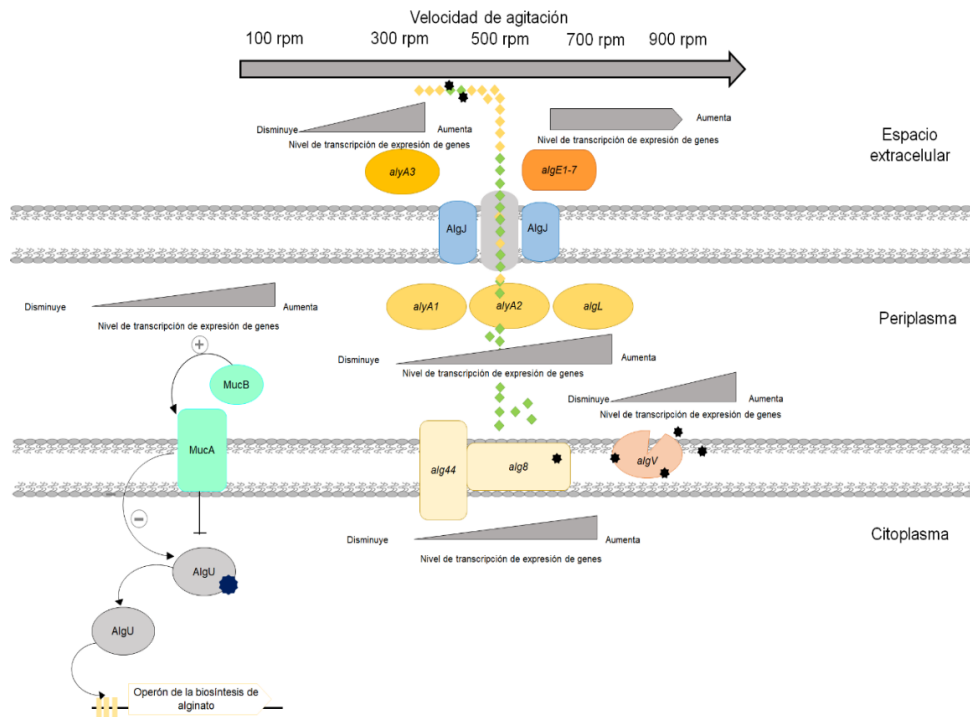 Velocidad de agitación
100 rpm 300 rpm 500 rpm 700 rpm 900 rpm
Disminuye Aumenta
Nivel de transcripción de expresión de genes
Nivel de transcripción de expresión de genes
Espacio
extracelular
alyA3
algE1-7
AlgJ
AlgJ
Disminuye Aumenta
Nivel de transcripción de expresión de genes
alyA1
alyA2
algL
Periplasma
Disminuye Aumenta
Nivel de transcripción de expresión de genes
Disminuye Aumenta
Nivel de transcripción de expresión de genes
+
MucB
MucA
alg44
alg8
algV
−
Disminuye Aumenta
Nivel de transcripción de expresión de genes
Citoplasma
AlgU
AlgU
Operón de la biosíntesis de
alginato